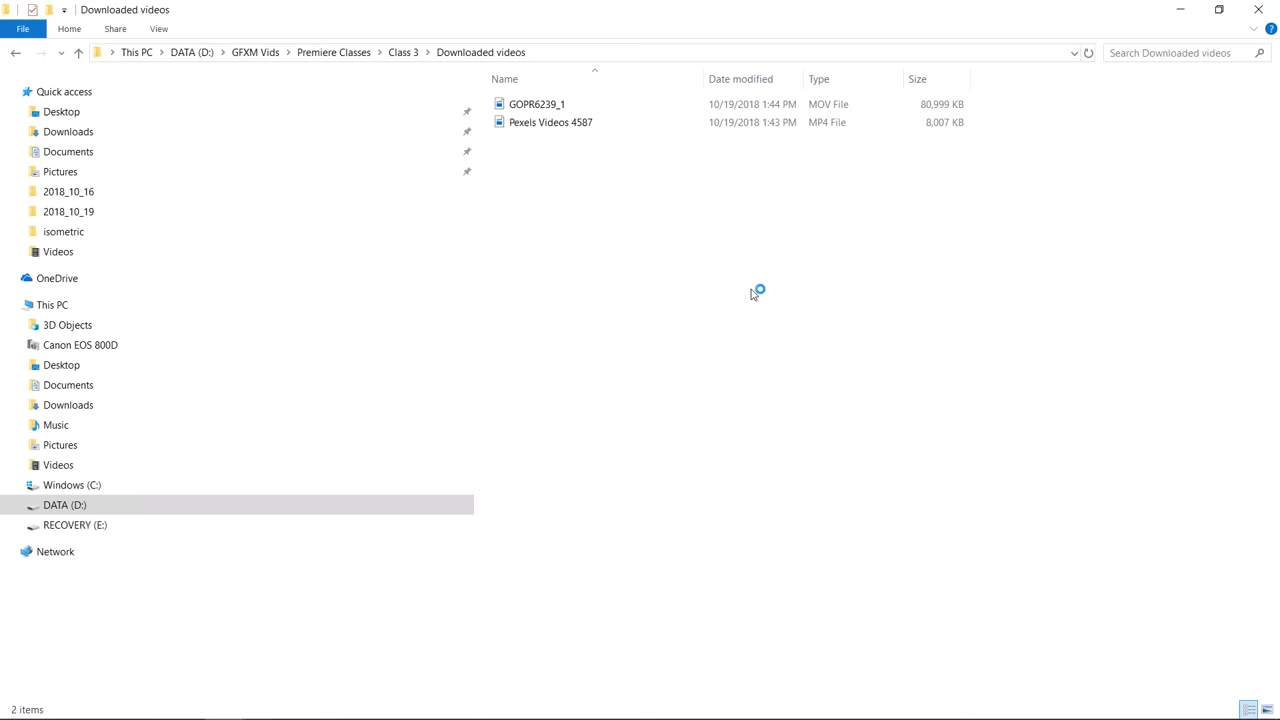 Downloaded videos
File Home Share View
This PC DATA (D:) GFXM Vids Premiere Classes Class 3 Downloaded videos Search Downloaded videos
Name Date modified Type Size
GOPR6239_1 10/19/2018 1:44 PM MOV File 80,999 KB
Pexels Videos 4587 10/19/2018 1:43 PM MP4 File 8,007 KB
Quick access
Desktop
Downloads
Documents
Pictures
2018_10_16
2018_10_19
isometric
Videos
OneDrive
This PC
3D Objects
Canon EOS 800D
Desktop
Documents
Downloads
Music
Pictures
Videos
Windows (C:)
DATA (D:)
RECOVERY (E:)
Network
2 items